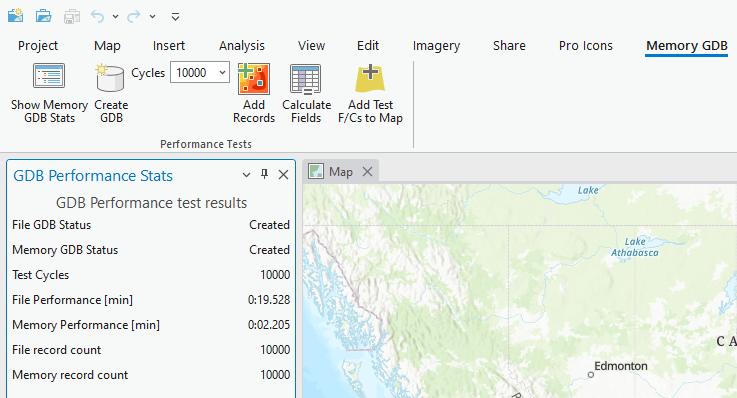 Project Map Insert Analysis View Edit Imagery Share Pro Icons Memory GDB
Show Memory GDB Stats
Create GDB
Cycles 10000
Add Records
Calculate Fields
Add Test F/Cs to Map
Performance Tests
GDB Performance Stats
GDB Performance test results
File GDB Status Created
Memory GDB Status Created
Test Cycles 10000
File Performance [min] 0:19.528
Memory Performance [min] 0:02.205
File record count 10000
Memory record count 10000
Map
Lake
Lake
Athabasca
C A
Edmonton